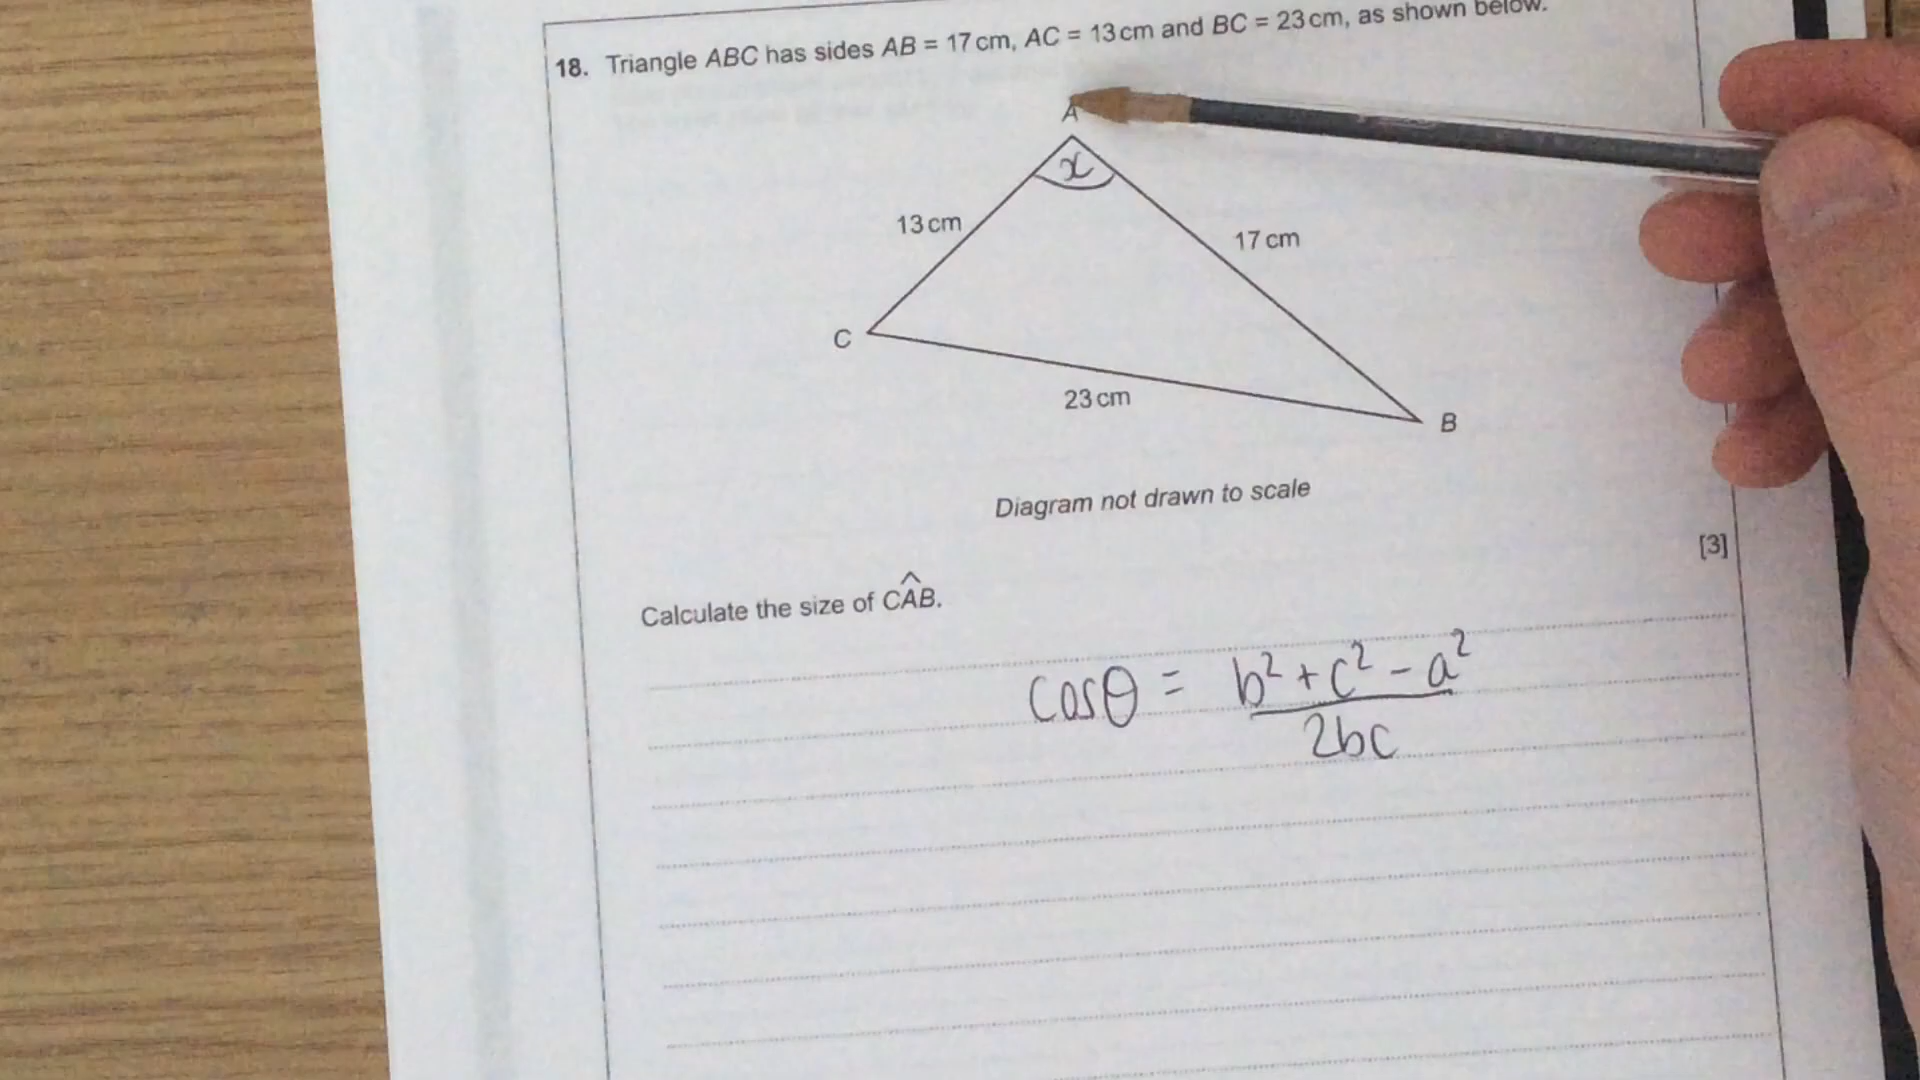 18. Triangle ABC has sides AB = 17 cm, AC = 13 cm and BC = 23 cm, as shown below.
A
x
13 cm
17 cm
C
23 cm
B
Diagram not drawn to scale
[3]
Calculate the size of CÂB.
cosθ = b² + c² - a²
2bc